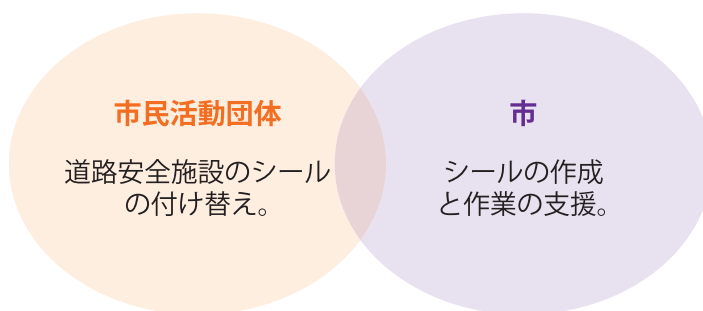 市民活動団体
道路安全施設のシール
の付け替え。
市
シールの作成
と作業の支援。